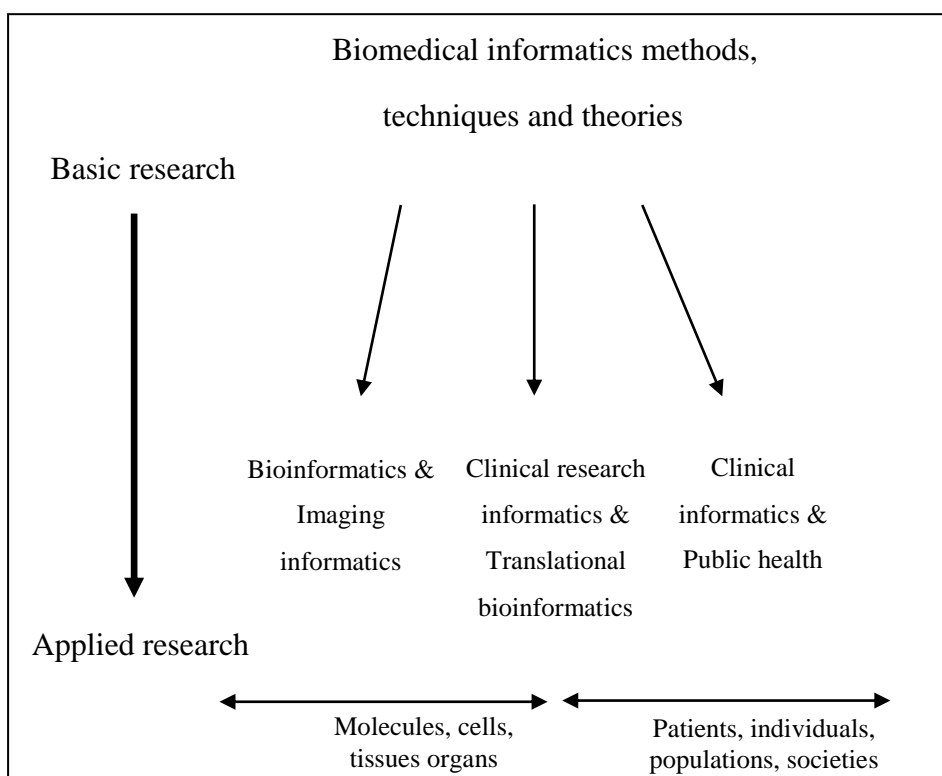 Biomedical informatics methods,
techniques and theories
Basic research
Bioinformatics &
Imaging
informatics
Clinical research
informatics &
Translational
bioinformatics
Clinical
informatics &
Public health
Applied research
Molecules, cells,
tissues organs
Patients, individuals,
populations, societies